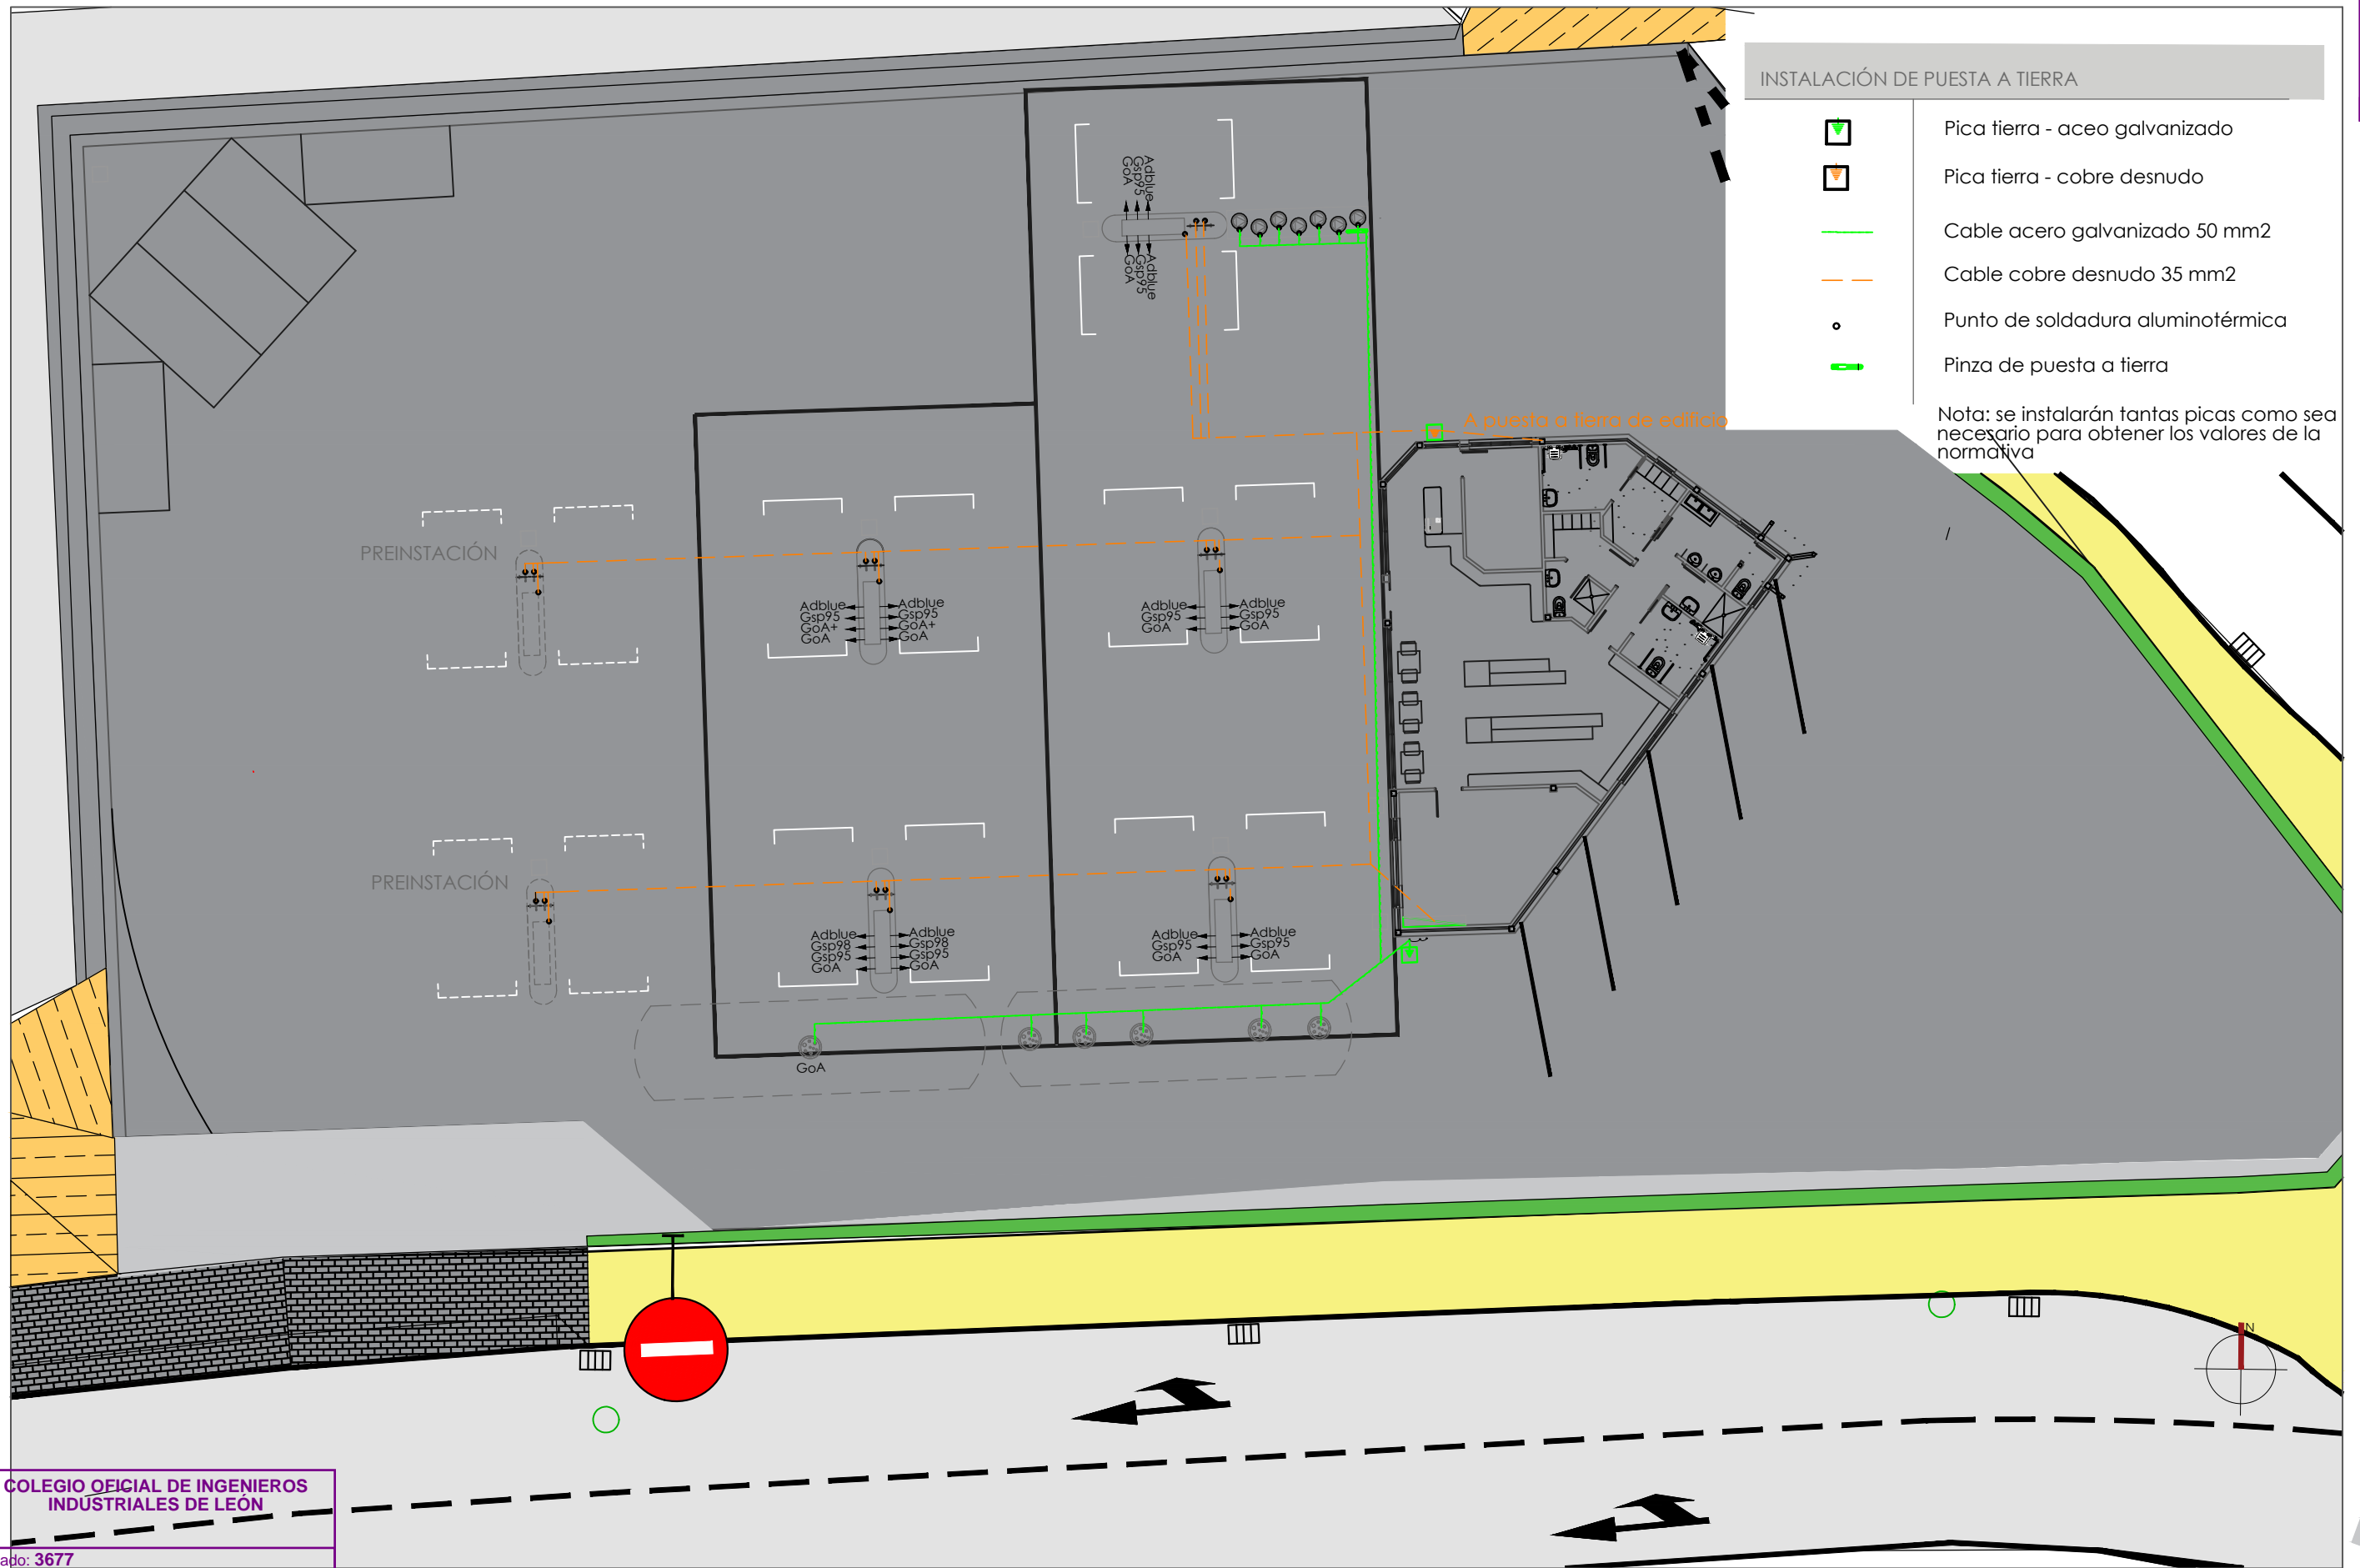 INSTALACIÓN DE PUESTA A TIERRA
Pica tierra - aceo galvanizado
Pica tierra - cobre desnudo
Cable acero galvanizado 50 mm2
Cable cobre desnudo 35 mm2
Punto de soldadura aluminotérmica
Pinza de puesta a tierra
Nota: se instalarán tantas picas como sea
necesario para obtener los valores de la
normativa
Adblue
Gsp95
GoA
Adblue
Gsp95
GoA
A puesta a tierra de edificio
PREINSTACIÓN
Adblue
Gsp95
GoA+
GoA
Adblue
Gsp95
GoA+
GoA
Adblue
Gsp95
GoA
Adblue
Gsp95
GoA
PREINSTACIÓN
Adblue
Gsp98
Gsp95
GoA
Adblue
Gsp98
Gsp95
GoA
Adblue
Gsp95
GoA
Adblue
Gsp95
GoA
GoA
N
COLEGIO OFICIAL DE INGENIEROS
INDUSTRIALES DE LEÓN
ado: 3677